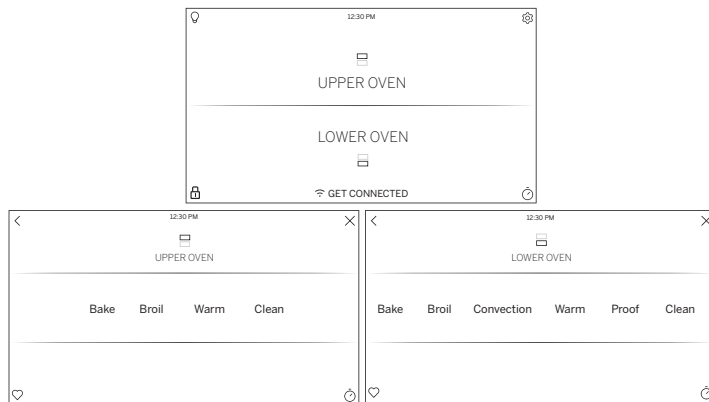 12:30 PM
UPPER OVEN
LOWER OVEN
GET CONNECTED
12:30 PM
UPPER OVEN
Bake Broil Warm Clean
12:30 PM
LOWER OVEN
Bake Broil Convection Warm Proof Clean